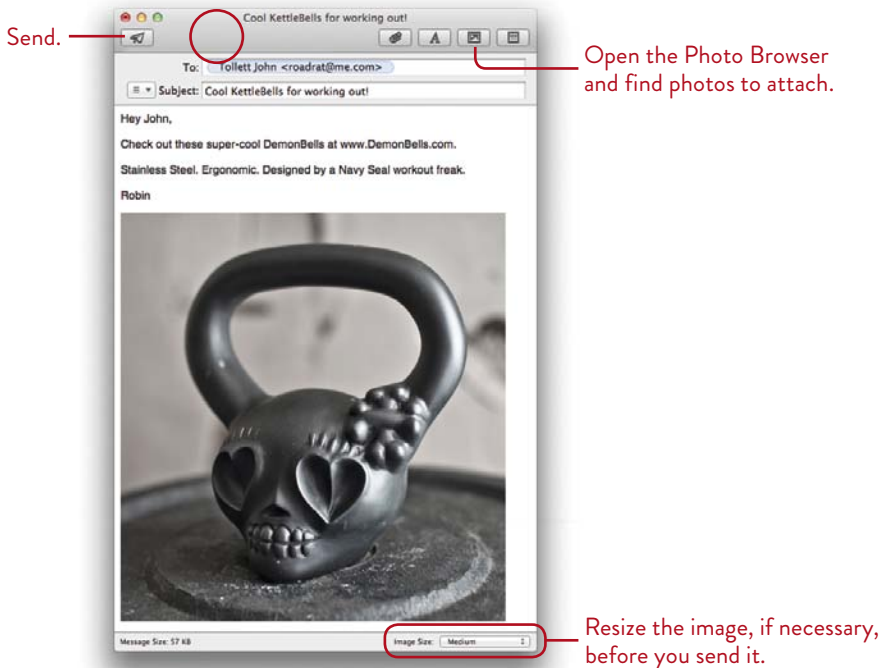 Cool KettleBells for working out!
Send.
Open the Photo Browser
and find photos to attach.
To: Tollett John <roadrat@me.com>
Subject: Cool KettleBells for working out!
Hey John,
Check out these super-cool DemonBells at www.DemonBells.com.
Stainless Steel. Ergonomic. Designed by a Navy Seal workout freak.
Robin
Message Size: 57 KB
Image Size: Medium
Resize the image, if necessary,
before you send it.